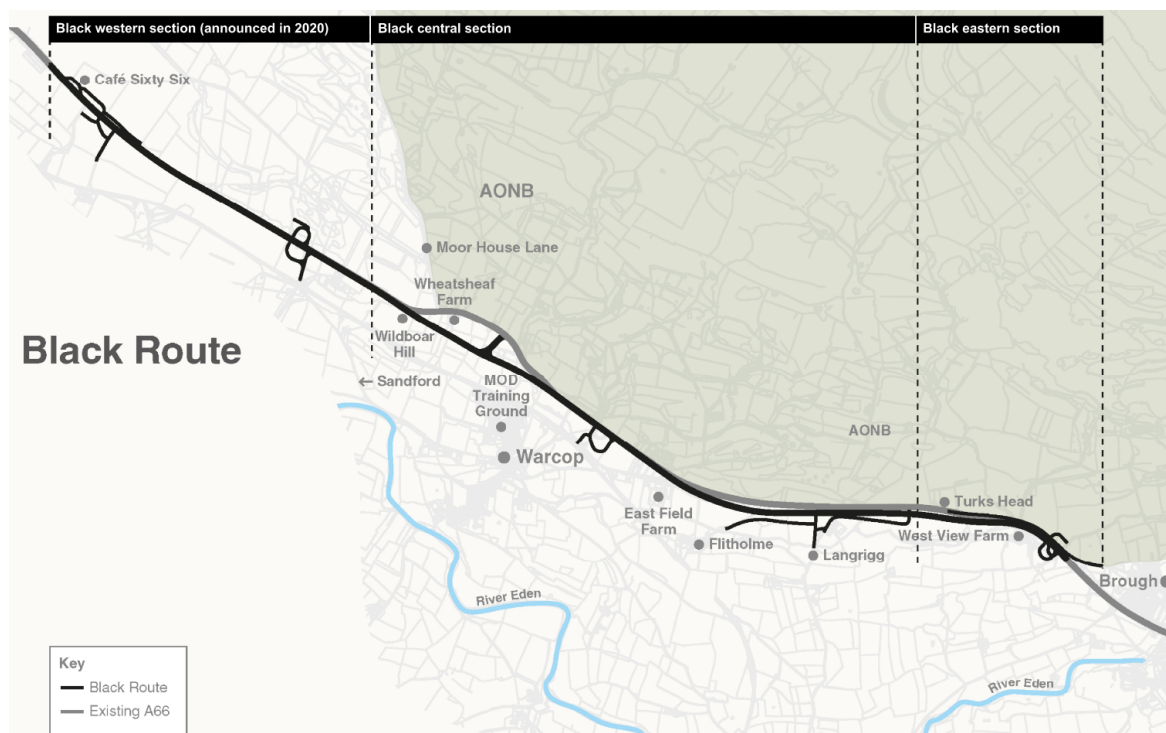 Black western section (announced in 2020)
Black central section
Black eastern section
Café Sixty Six
AONB
Moor House Lane
Wheatsheaf
Farm
Wildboar
Hill
Black Route
← Sandford
MOD
Training
Ground
Warcop
AONB
East Field
Farm
Turks Head
West View Farm
Flitholme
Langrigg
Brough
River Eden
River Eden
Key
Black Route
Existing A66